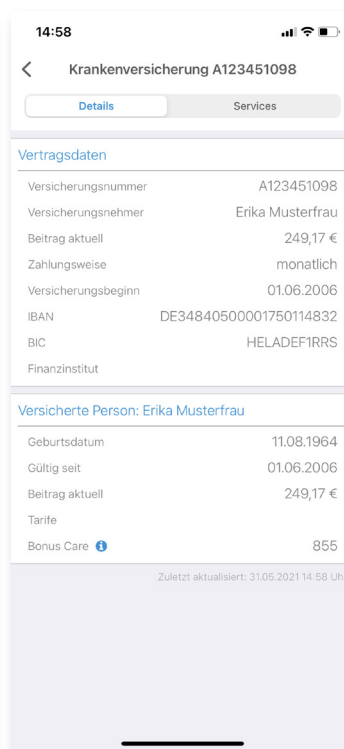 14:58
Krankenversicherung A123451098
Details Services
Vertragsdaten
Versicherungsnummer A123451098
Versicherungsnehmer Erika Musterfrau
Beitrag aktuell 249,17 €
Zahlungsweise monatlich
Versicherungsbeginn 01.06.2006
IBAN DE34840500001750114832
BIC HELADEF1RRS
Finanzinstitut
Versicherte Person: Erika Musterfrau
Geburtsdatum 11.08.1964
Gültig seit 01.06.2006
Beitrag aktuell 249,17 €
Tarife
Bonus Care i 855
Zuletzt aktualisiert: 31.05.2021 14:58 Uh